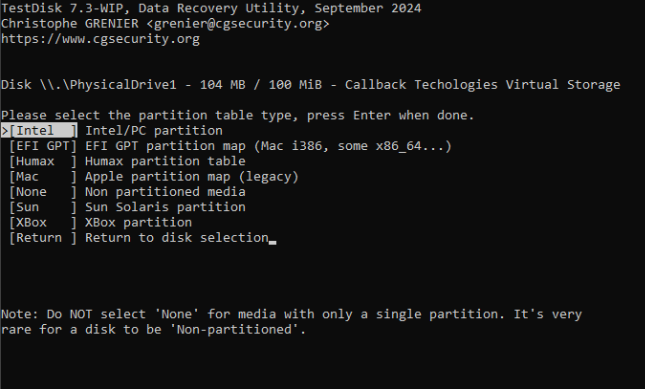 TestDisk 7.3-WIP, Data Recovery Utility, September 2024
Christophe GRENIER <grenier@cgsecurity.org>
https://www.cgsecurity.org
Disk \\.\PhysicalDrive1 - 104 MB / 100 MiB - Callback Techologies Virtual Storage
Please select the partition table type, press Enter when done.
>[Intel  ] Intel/PC partition
[EFI GPT] EFI GPT partition map (Mac i386, some x86_64...)
[Humax  ] Humax partition table
[Mac    ] Apple partition map (legacy)
[None   ] Non partitioned media
[Sun    ] Sun Solaris partition
[XBox   ] XBox partition
[Return ] Return to disk selection
Note: Do NOT select 'None' for media with only a single partition. It's very
rare for a disk to be 'Non-partitioned'.